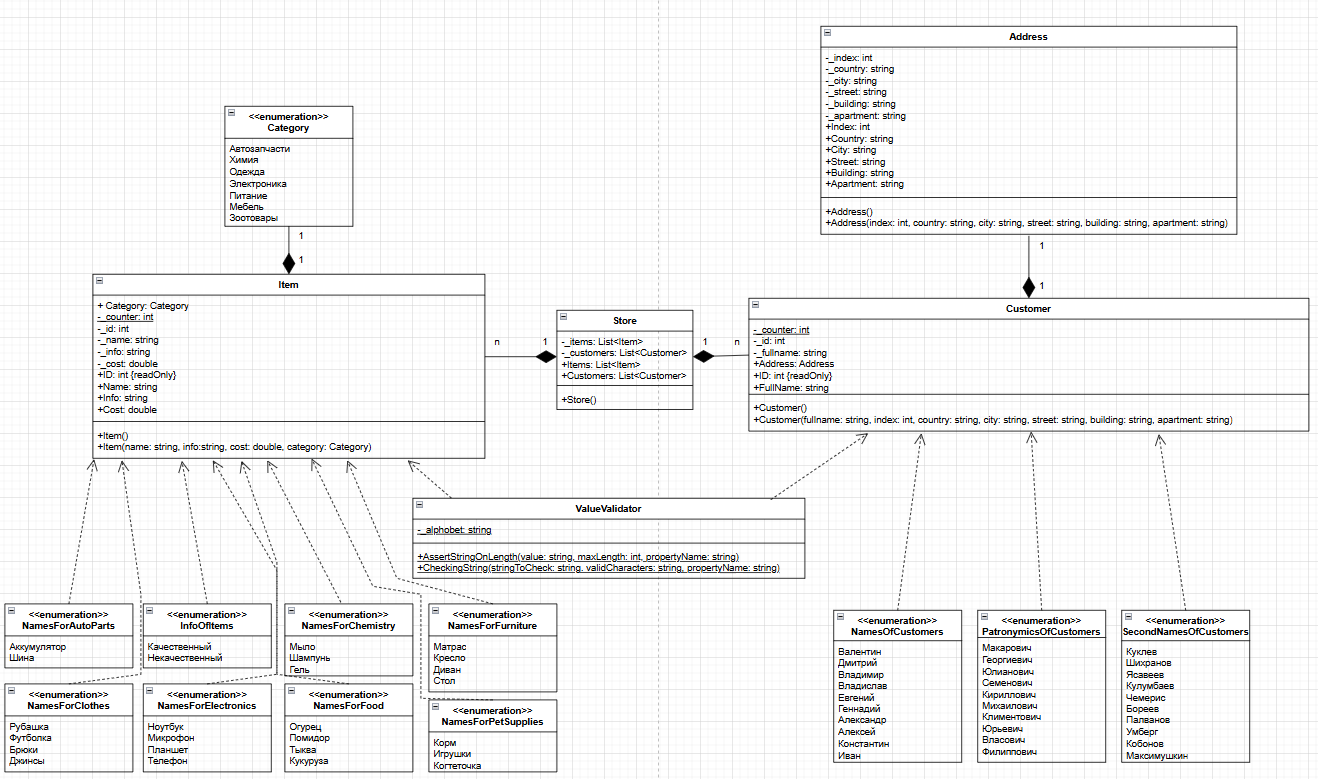 Address
-_index: int
-_country: string
-_city: string
-_street: string
-_building: string
-_apartment: string
+Index: int
+Country: string
+City: string
+Street: string
+Building: string
+Apartment: string
+Address()
+Address(index: int, country: string, city: string, street: string, building: string, apartment: string)
<<enumeration>>
Category
Автозапчасти
Химия
Одежда
Электроника
Питание
Мебель
Зоотовары
1
1
1
1
Item
+ Category: Category
-_counter: int
-_id: int
-_name: string
-_info: string
-_cost: double
+ID: int {readOnly}
+Name: string
+Info: string
+Cost: double
+Item()
+Item(name: string, info:string, cost: double, category: Category)
n
1
Store
-_items: List<Item>
-_customers: List<Customer>
+Items: List<Item>
+Customers: List<Customer>
+Store()
1
n
Customer
-_counter: int
-_id: int
-_fullname: string
+Address: Address
+ID: int {readOnly}
+FullName: string
+Customer()
+Customer(fullname: string, index: int, country: string, city: string, street: string, building: string, apartment: string)
ValueValidator
-_alphobet: string
+AssertStringOnLength(value: string, maxLength: int, propertyName: string)
+CheckingString(stringToCheck: string, validCharacters: string, propertyName: string)
<<enumeration>>
NamesForAutoParts
Аккумулятор
Шина
<<enumeration>>
InfoOfItems
Качественный
Некачественный
<<enumeration>>
NamesForChemistry
Мыло
Шампунь
Гель
<<enumeration>>
NamesForFurniture
Матрас
Кресло
Диван
Стол
<<enumeration>>
NamesForClothes
Рубашка
Футболка
Брюки
Джинсы
<<enumeration>>
NamesForElectronics
Ноутбук
Микрофон
Планшет
Телефон
<<enumeration>>
NamesForFood
Огурец
Помидор
Тыква
Кукуруза
<<enumeration>>
NamesForPetSupplies
Корм
Игрушки
Когтеточка
<<enumeration>>
NamesOfCustomers
Валентин
Дмитрий
Владимир
Владислав
Евгений
Геннадий
Александр
Алексей
Константин
Иван
<<enumeration>>
PatronymicsOfCustomers
Макарович
Георгиевич
Юлианович
Семенович
Кириллович
Михаилович
Климентович
Юрьевич
Власович
Филиппович
<<enumeration>>
SecondNamesOfCustomers
Куклев
Шихранов
Ясавеев
Кулумбаев
Чемерис
Бореев
Палванов
Умберг
Кобонов
Максимушкин